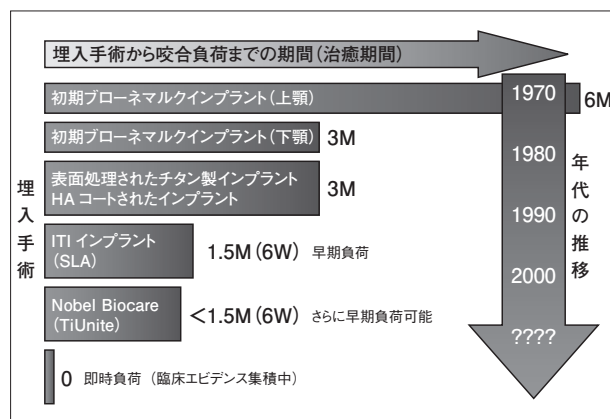 埋入手術から咬合負荷までの期間(治癒期間)
初期ブローネマルクインプラント(上顎)
6M
初期ブローネマルクインプラント(下顎)
3M
表面処理されたチタン製インプラント
HAコートされたインプラント
3M
ITI インプラント
(SLA)
1.5M(6W) 早期負荷
Nobel Biocare
(TiUnite)
<1.5M(6W) さらに早期負荷可能
0 即時負荷 (臨床エビデンス集積中)
埋入手術
1970
1980
1990
2000
????
年代の推移